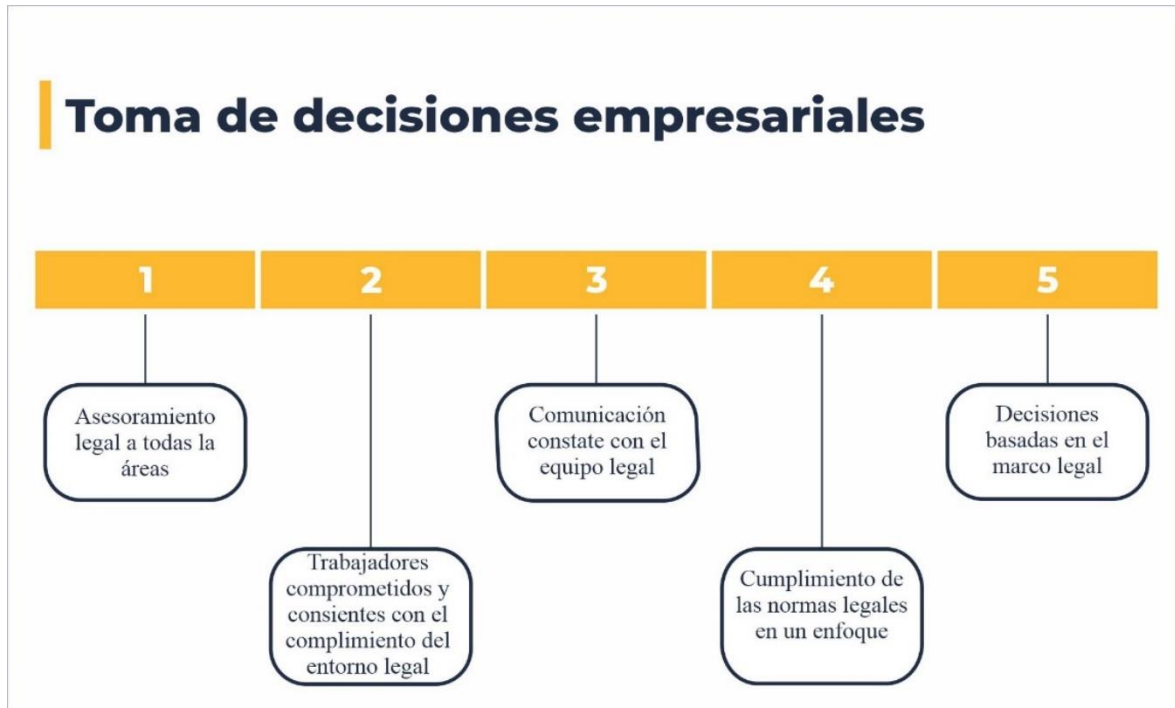 Toma de decisiones empresariales
1
2
3
4
5
Asesoramiento
legal a todas la
áreas
Trabajadores
comprometidos y
consientes con el
complimiento del
entorno legal
Comunicación
constate con el
equipo legal
Cumplimiento de
las normas legales
en un enfoque
Decisiones
basadas en el
marco legal